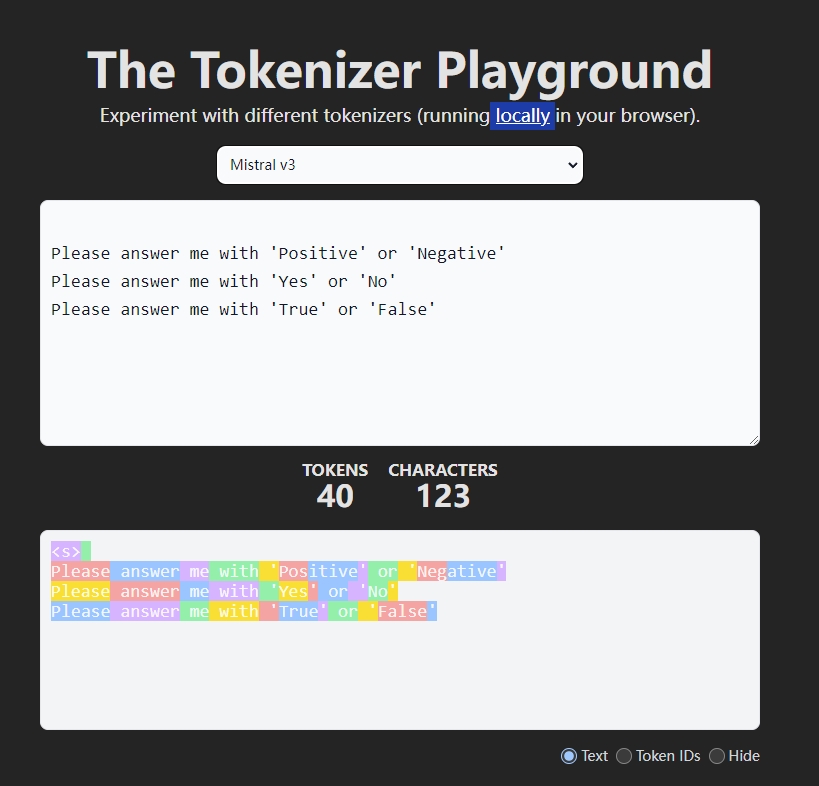 The Tokenizer Playground
Experiment with different tokenizers (running locally in your browser).
Mistral v3
Please answer me with 'Positive' or 'Negative'
Please answer me with 'Yes' or 'No'
Please answer me with 'True' or 'False'
TOKENS CHARACTERS
40 123
<s>
Please answer me with 'Positive' or 'Negative'
Please answer me with 'Yes' or 'No'
Please answer me with 'True' or 'False'
Text Token IDs Hide